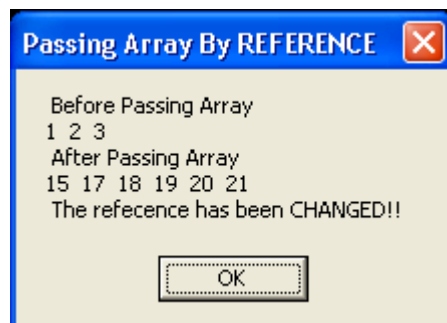 Passing Array By REFERENCE
Before Passing Array
1 2 3
After Passing Array
15 17 18 19 20 21
The refecence has been CHANGED!!
OK